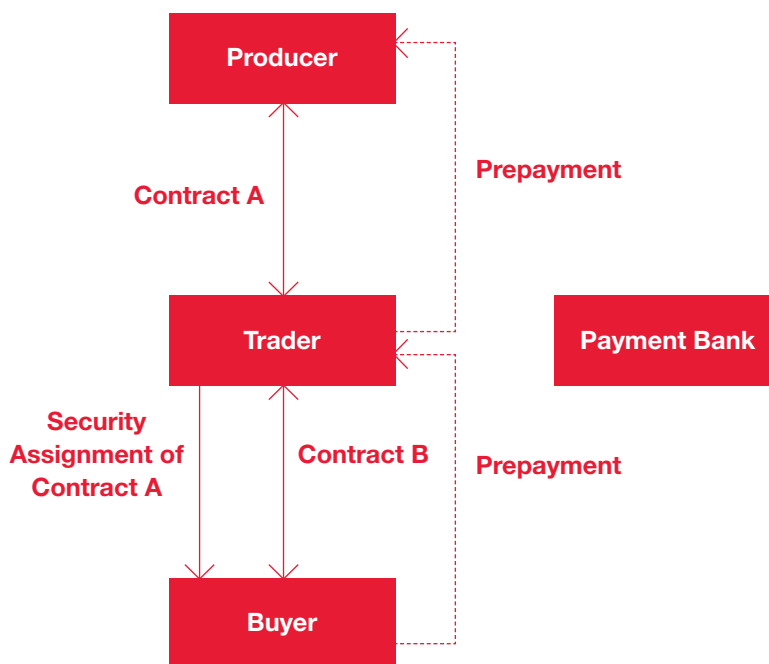 Producer
Prepayment
Contract A
Trader
Payment Bank
Security
Assignment of
Contract A
Contract B
Prepayment
Buyer